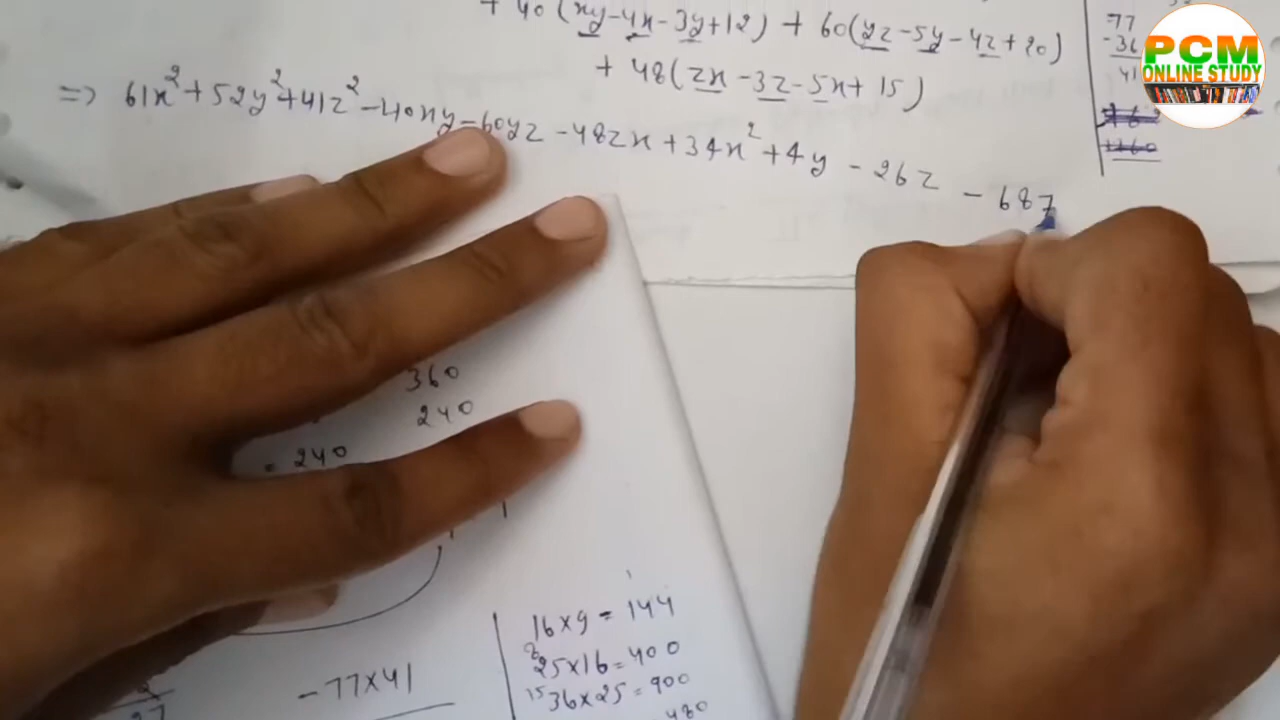 + 40(xy-4x-3y+12) + 60(yz-5y-4z+20)
+ 48(zx-3z-5x+15)
=> 61x²+52y²+41z²-40xy-60yz-48zx+34x²+4y-26z-687
77
-36
41
1160
PCM
ONLINE STUDY
360
240
= 240
-77×41
16×9 = 144
25×16=400
36×25=900
480